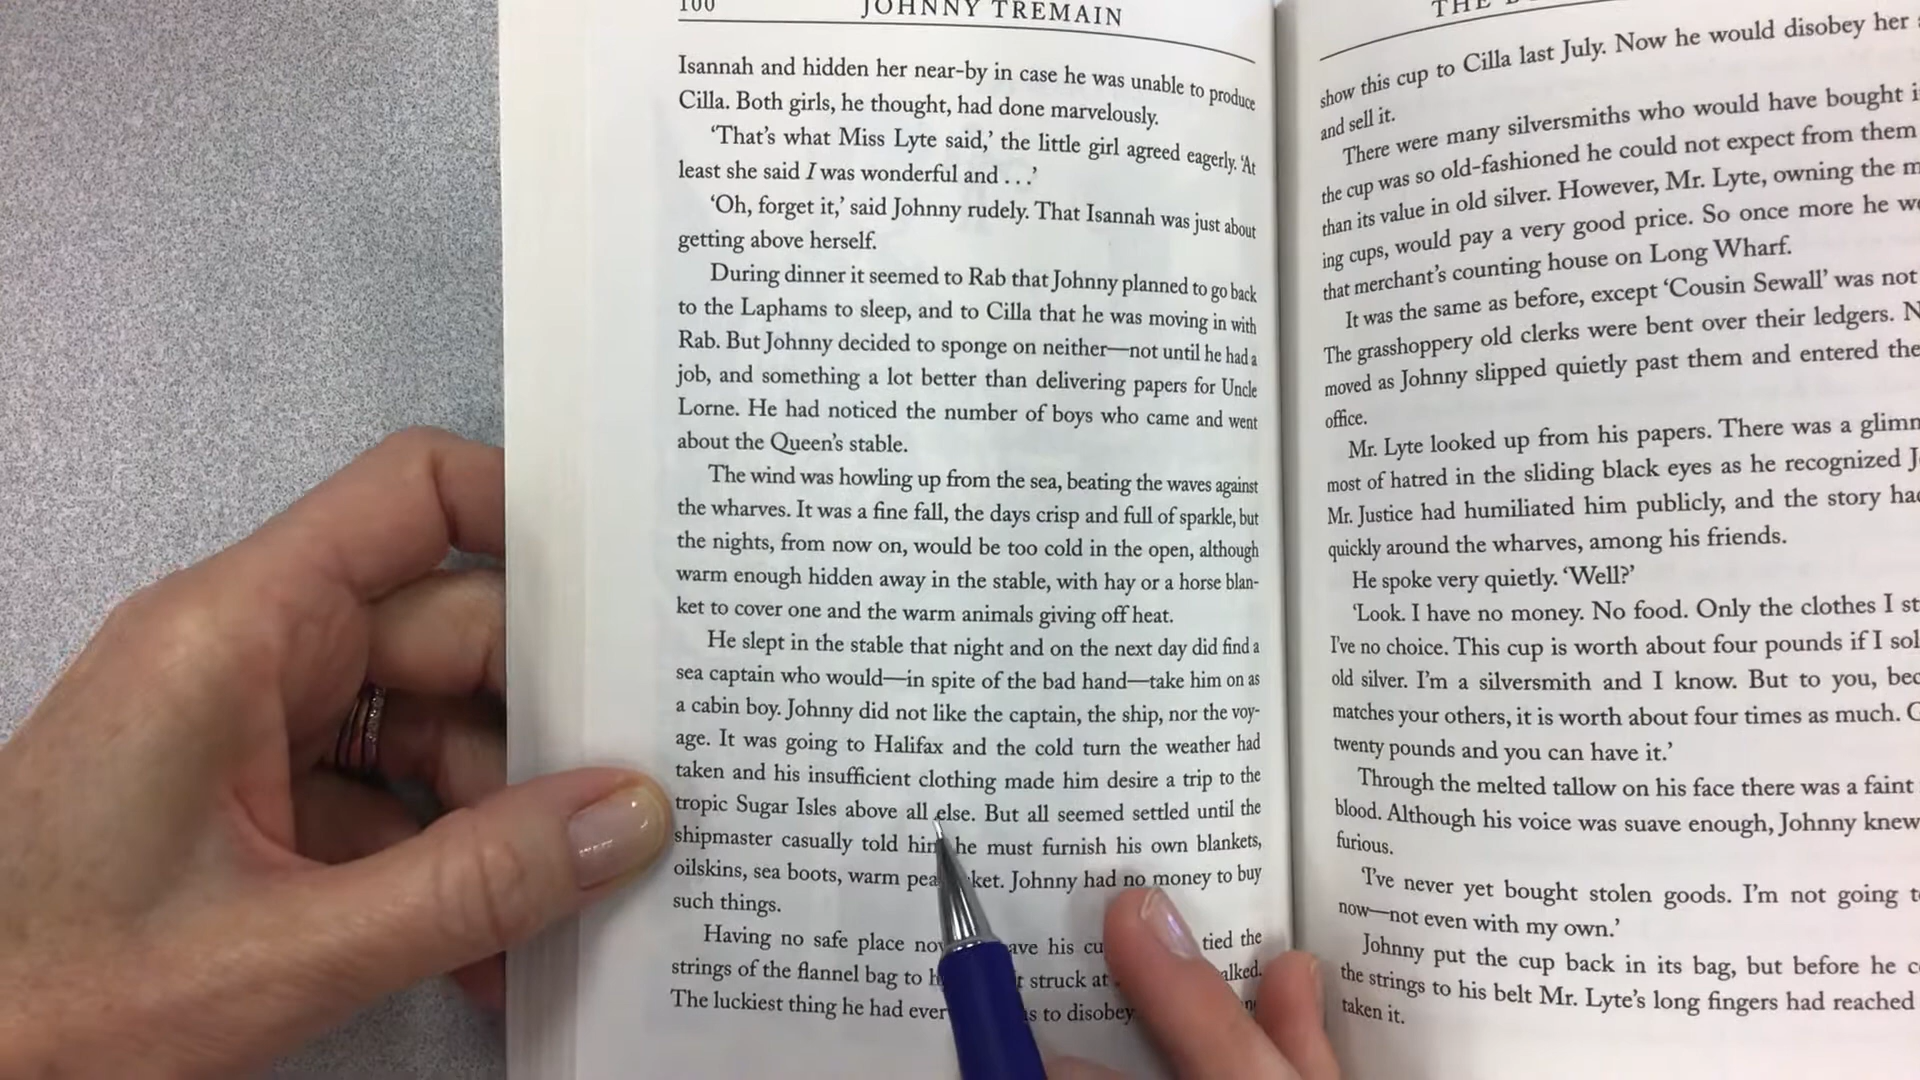 100
JOHNNY TREMAIN
Isannah and hidden her near-by in case he was unable to produce
Cilla. Both girls, he thought, had done marvelously.
‘That’s what Miss Lyte said,’ the little girl agreed eagerly. ‘At
least she said I was wonderful and . . .’
‘Oh, forget it,’ said Johnny rudely. That Isannah was just about
getting above herself.
During dinner it seemed to Rab that Johnny planned to go back
to the Laphams to sleep, and to Cilla that he was moving in with
Rab. But Johnny decided to sponge on neither—not until he had a
job, and something a lot better than delivering papers for Uncle
Lorne. He had noticed the number of boys who came and went
about the Queen’s stable.
The wind was howling up from the sea, beating the waves against
the wharves. It was a fine fall, the days crisp and full of sparkle, but
the nights, from now on, would be too cold in the open, although
warm enough hidden away in the stable, with hay or a horse blan-
ket to cover one and the warm animals giving off heat.
He slept in the stable that night and on the next day did find a
sea captain who would—in spite of the bad hand—take him on as
a cabin boy. Johnny did not like the captain, the ship, nor the voy-
age. It was going to Halifax and the cold turn the weather had
taken and his insufficient clothing made him desire a trip to the
tropic Sugar Isles above all else. But all seemed settled until the
shipmaster casually told him he must furnish his own blankets,
oilskins, sea boots, warm pea ket. Johnny had no money to buy
such things.
Having no safe place tied the
strings of the flannel bag to struck at
The luckiest thing he had ever to disobey
THE
show this cup to Cilla last July. Now he would disobey her
and sell it.
There were many silversmiths who would have bought
the cup was so old-fashioned he could not expect from them
than its value in old silver. However, Mr. Lyte, owning the
ing cups, would pay a very good price. So once more he
that merchant’s counting house on Long Wharf.
It was the same as before, except ‘Cousin Sewall’ was not
The grasshoppery old clerks were bent over their ledgers.
moved as Johnny slipped quietly past them and entered the
office.
Mr. Lyte looked up from his papers. There was a
most of hatred in the sliding black eyes as he recognized
Mr. Justice had humiliated him publicly, and the story
quickly around the wharves, among his friends.
He spoke very quietly. ‘Well?’
‘Look. I have no money. No food. Only the clothes I
I’ve no choice. This cup is worth about four pounds if I
old silver. I’m a silversmith and I know. But to you,
matches your others, it is worth about four times as much.
twenty pounds and you can have it.’
Through the melted tallow on his face there was a faint
blood. Although his voice was suave enough, Johnny knew
furious.
‘I’ve never yet bought stolen goods. I’m not going
now—not even with my own.’
Johnny put the cup back in its bag, but before he
the strings to his belt Mr. Lyte’s long fingers had reached
taken it.